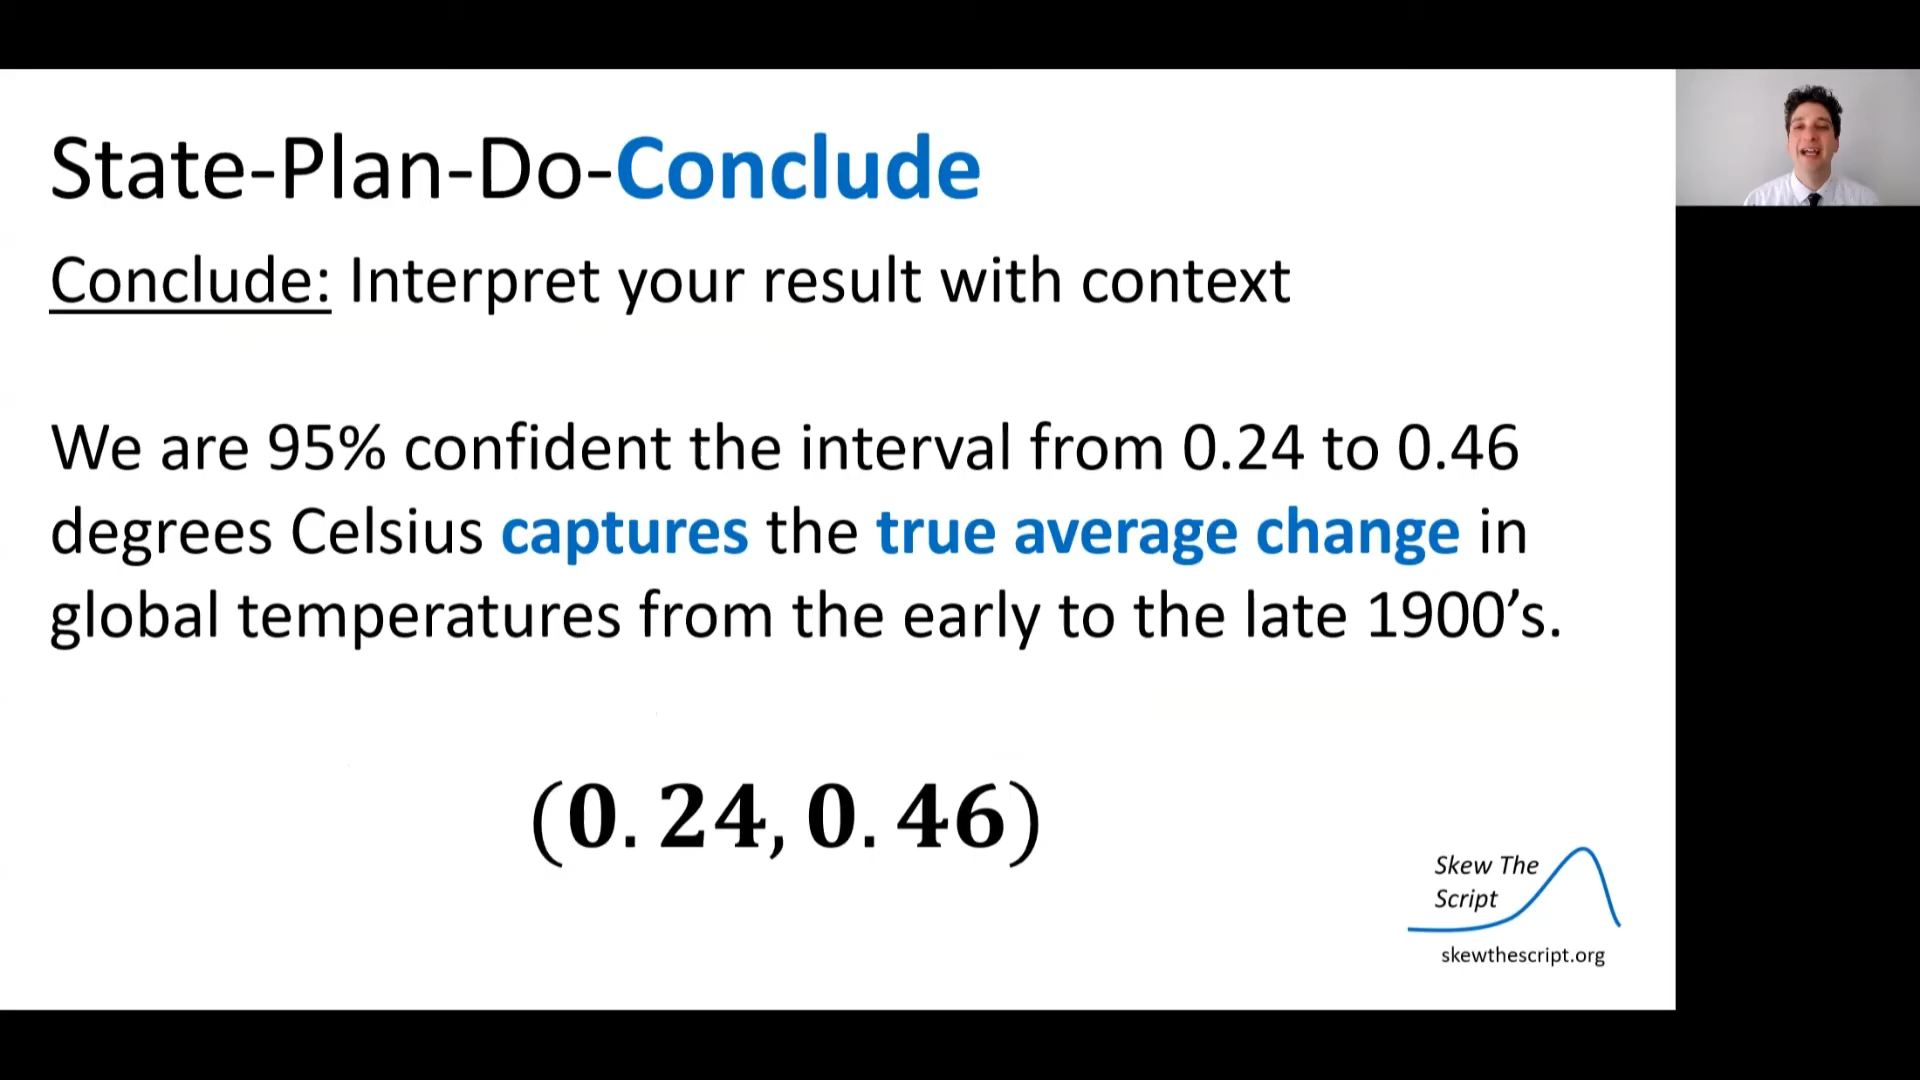 State-Plan-Do-Conclude
Conclude: Interpret your result with context
We are 95% confident the interval from 0.24 to 0.46
degrees Celsius captures the true average change in
global temperatures from the early to the late 1900’s.
(0.24, 0.46)
Skew The
Script
skewthescript.org